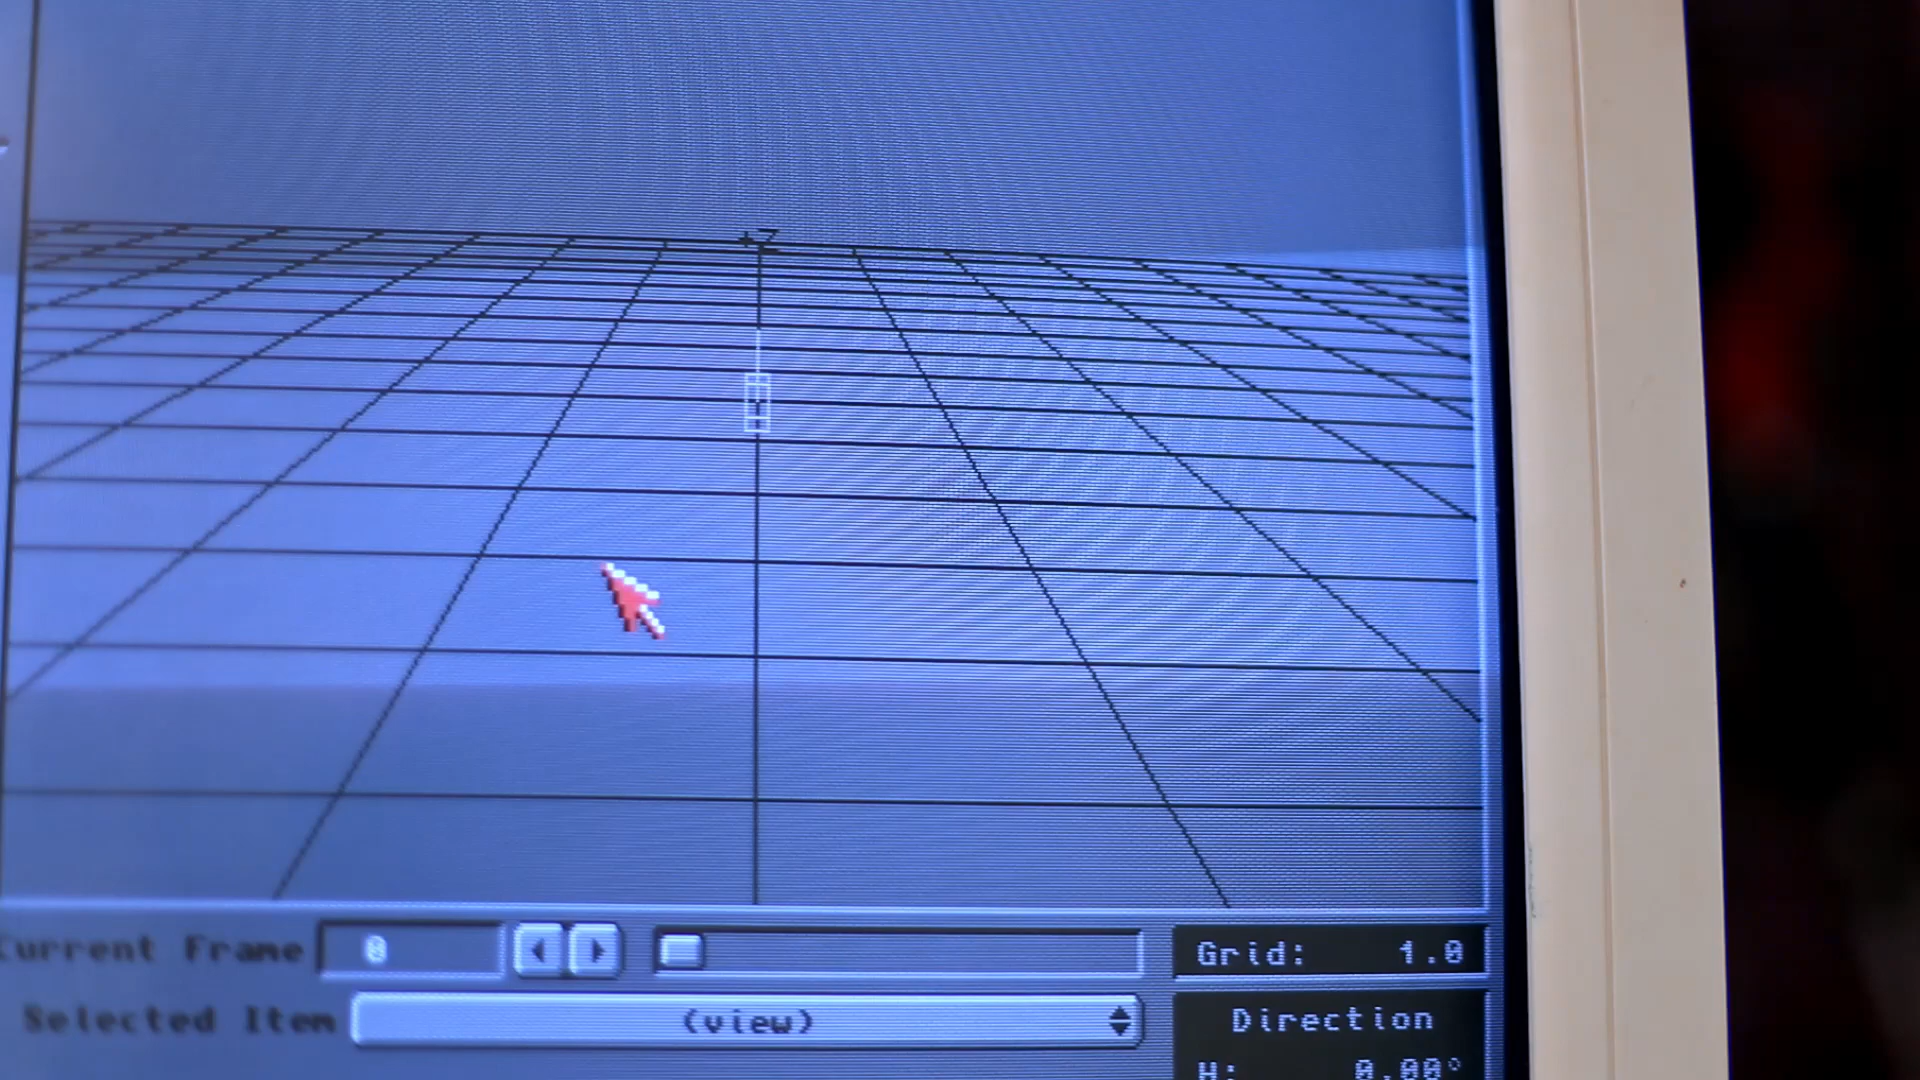 +Z
Current Frame 0
Grid: 1.0
Selected Item (view)
Direction
H: 0.00°